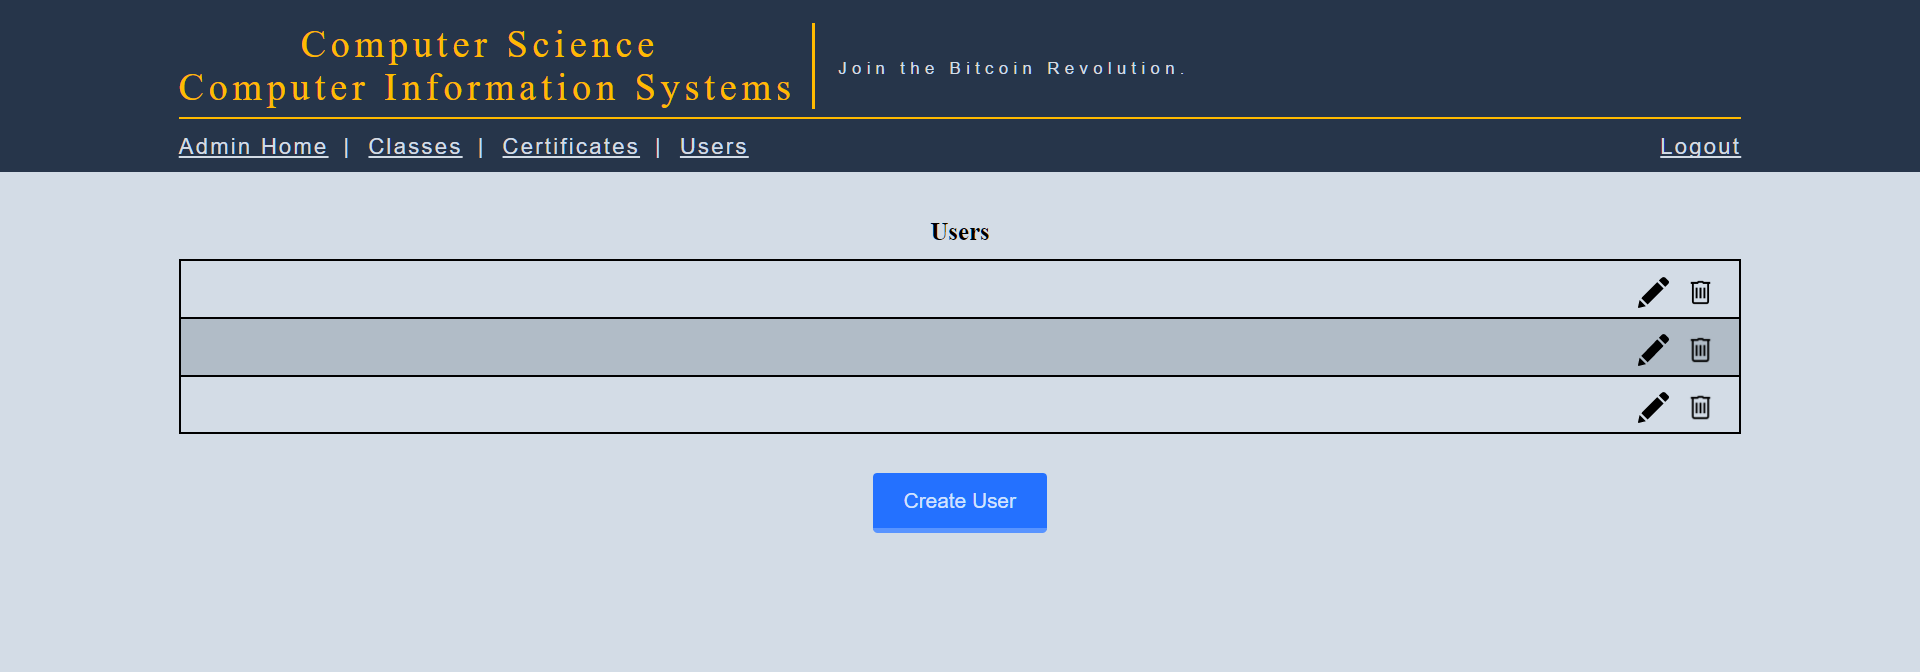 Computer Science
Computer Information Systems
Join the Bitcoin Revolution.
Admin Home | Classes | Certificates | Users
Logout
Users
Create User